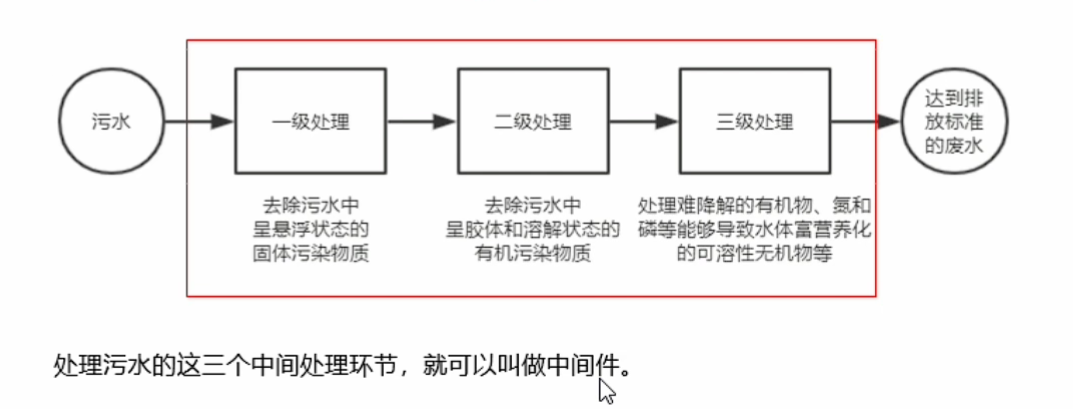 污水
一级处理
二级处理
三级处理
达到排
放标准
的废水
去除污水中
呈悬浮状态的
固体污染物质
去除污水中
呈胶体和溶解状态的
有机污染物质
处理难降解的有机物、氮和
磷等能够导致水体富营养化
的可溶性无机物等
处理污水的这三个中间处理环节，就可以叫做中间件。